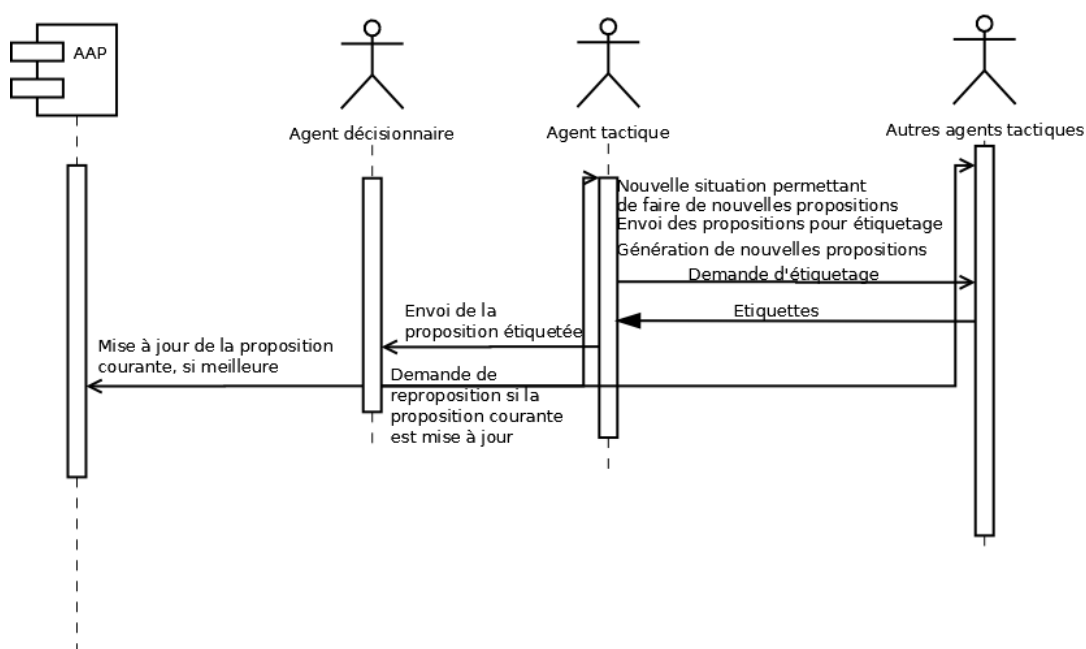 AAP
Agent décisionnaire
Agent tactique
Autres agents tactiques
Nouvelle situation permettant
de faire de nouvelles propositions
Envoi des propositions pour étiquetage
Génération de nouvelles propositions
Demande d'étiquetage
Etiquettes
Envoi de la
proposition étiquetée
Mise à jour de la proposition
courante, si meilleure
Demande de
reproposition si la
proposition courante
est mise à jour